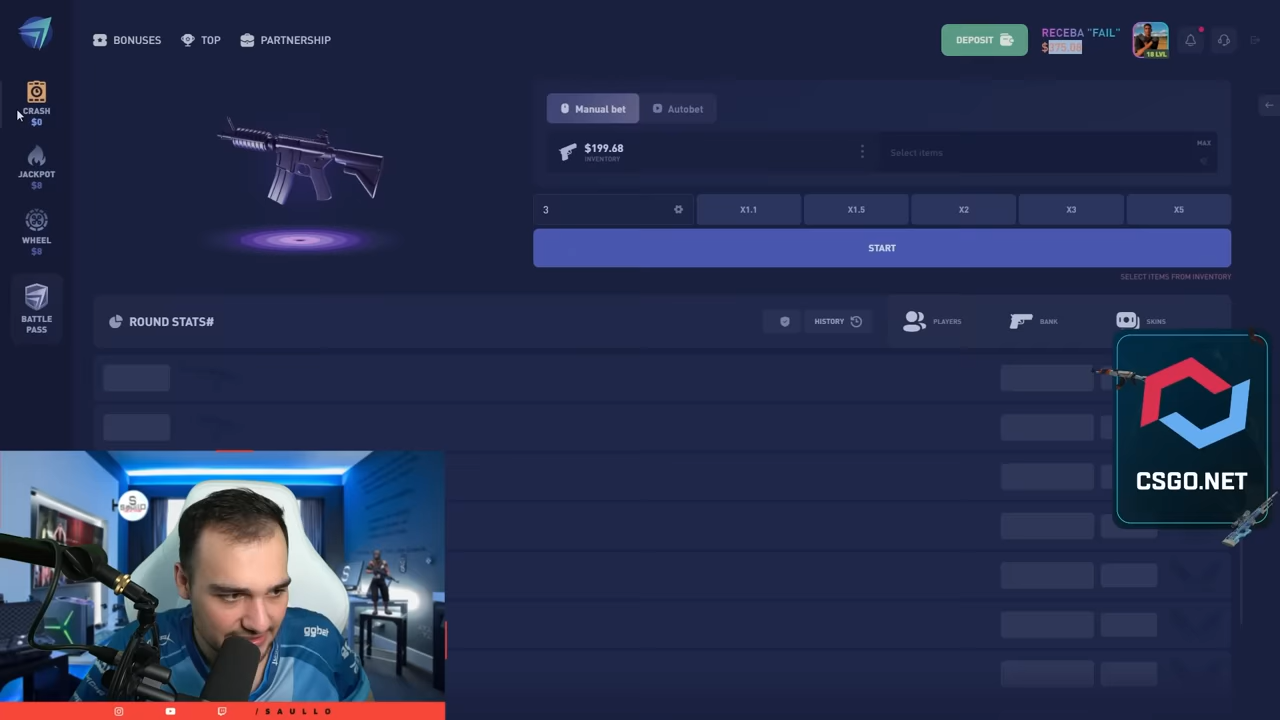 BONUSES
TOP
PARTNERSHIP
DEPOSIT
RECEBA "FAIL"
18 LVL
CRASH
$0
JACKPOT
$0
WHEEL
$0
BATTLE
PASS
Manual bet
Autobet
$199.68
INVENTORY
Select items
MAX
3
X1.1
X1.5
X2
X3
X5
START
SELECT ITEMS FROM INVENTORY
ROUND STATS#
HISTORY
PLAYERS
BANK
SKINS
CSGO.NET
ggbet
/SAULLO